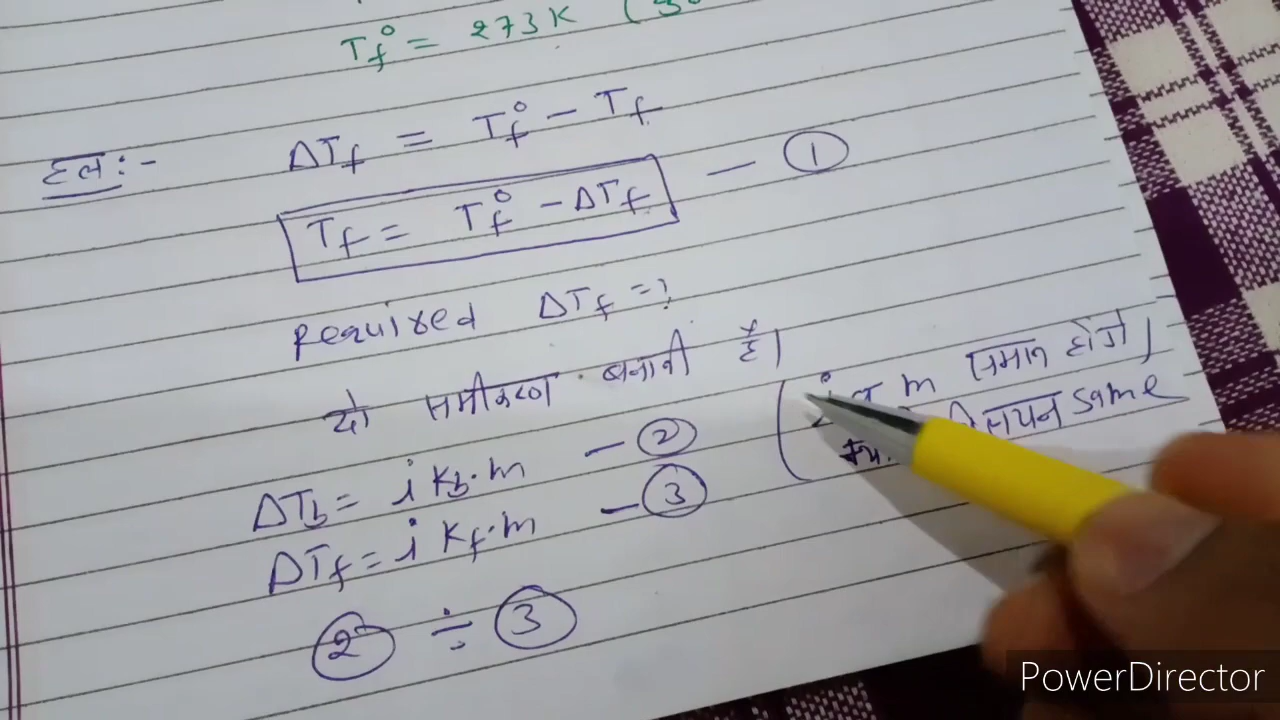 Tf° = 273K
हल:- ΔTf = Tf° - Tf
Tf = Tf° - ΔTf — ①
Required ΔTf = ?
दो समीकरण बनानी है।
(i व m समान होंगे।
विलयन same
ΔTb = i Kb·m — ②
ΔTf = i Kf·m — ③
② ÷ ③
PowerDirector